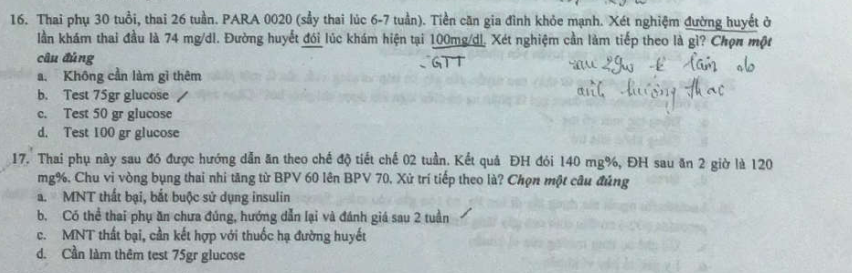 16. Thai phụ 30 tuổi, thai 26 tuần. PARA 0020 (sẩy thai lúc 6-7 tuần). Tiền căn gia đình khỏe mạnh. Xét nghiệm đường huyết ở
lần khám thai đầu là 74 mg/dl. Đường huyết đói lúc khám hiện tại 100mg/dl. Xét nghiệm cần làm tiếp theo là gì? Chọn một
câu đúng
GTT
a. Không cần làm gì thêm
b. Test 75gr glucose
c. Test 50 gr glucose
d. Test 100 gr glucose
17. Thai phụ này sau đó được hướng dẫn ăn theo chế độ tiết chế 02 tuần. Kết quả ĐH đói 140 mg%, ĐH sau ăn 2 giờ là 120
mg%. Chu vi vòng bụng thai nhi tăng từ BPV 60 lên BPV 70. Xử trí tiếp theo là? Chọn một câu đúng
a. MNT thất bại, bắt buộc sử dụng insulin
b. Có thể thai phụ ăn chưa đúng, hướng dẫn lại và đánh giá sau 2 tuần
c. MNT thất bại, cần kết hợp với thuốc hạ đường huyết
d. Cần làm thêm test 75gr glucose